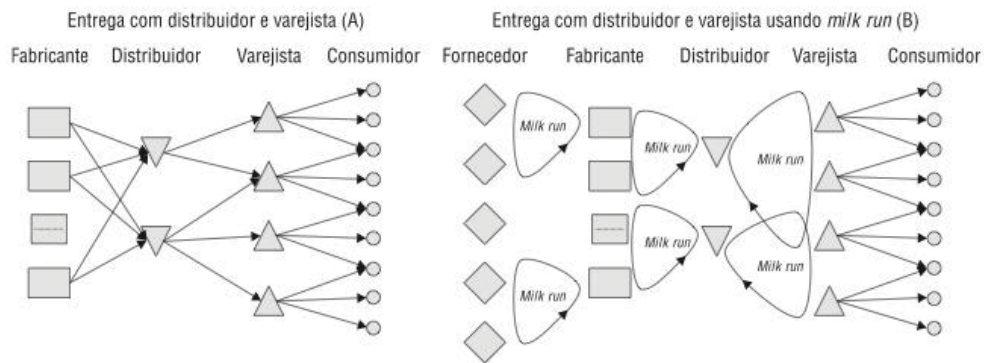 Entrega com distribuidor e varejista (A)
Fabricante Distribuidor Varejista Consumidor
Entrega com distribuidor e varejista usando milk run (B)
Fornecedor Fabricante Distribuidor Varejista Consumidor
Milk run
Milk run
Milk run
Milk run
Milk run
Milk run